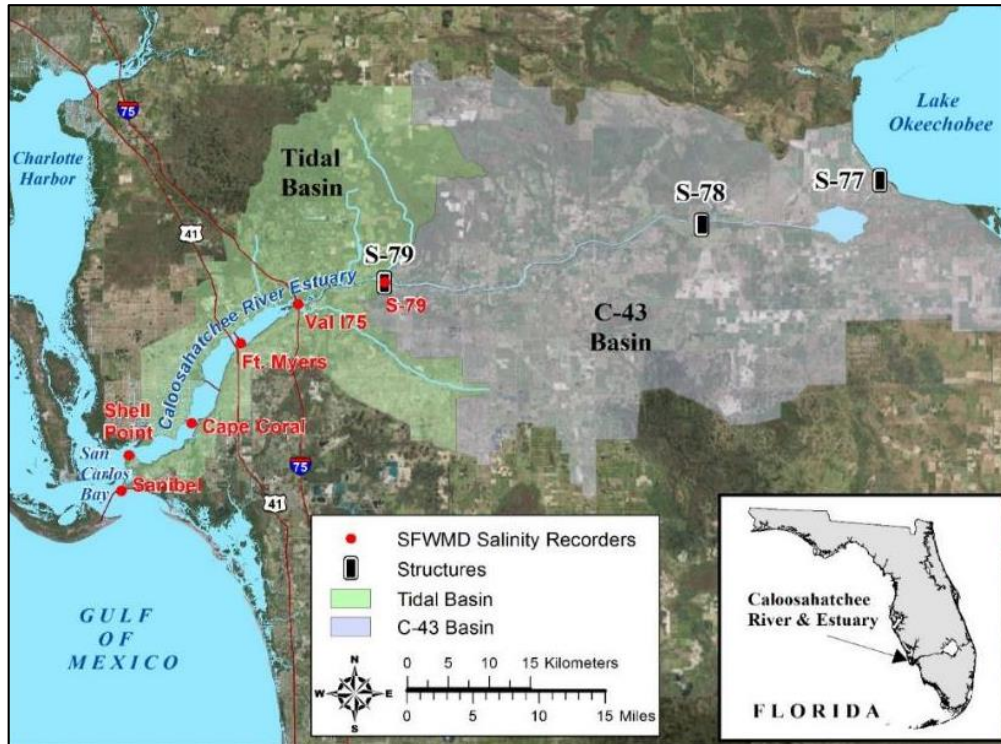 75
Lake
Okeechobee
Charlotte
Harbor
Tidal
Basin
S-77
S-78
41
S-79
S-79
Caloosahatchee River Estuary
Val I75
C-43
Basin
Ft. Myers
Shell
Point
Cape Coral
San
Carlos
Bay
Sanibel
75
41
GULF
OF
MEXICO
SFWMD Salinity Recorders
Structures
Tidal Basin
C-43 Basin
N
W
E
S
0 5 10 15 Kilometers
0 5 10 15 Miles
Caloosahatchee
River & Estuary
FLORIDA